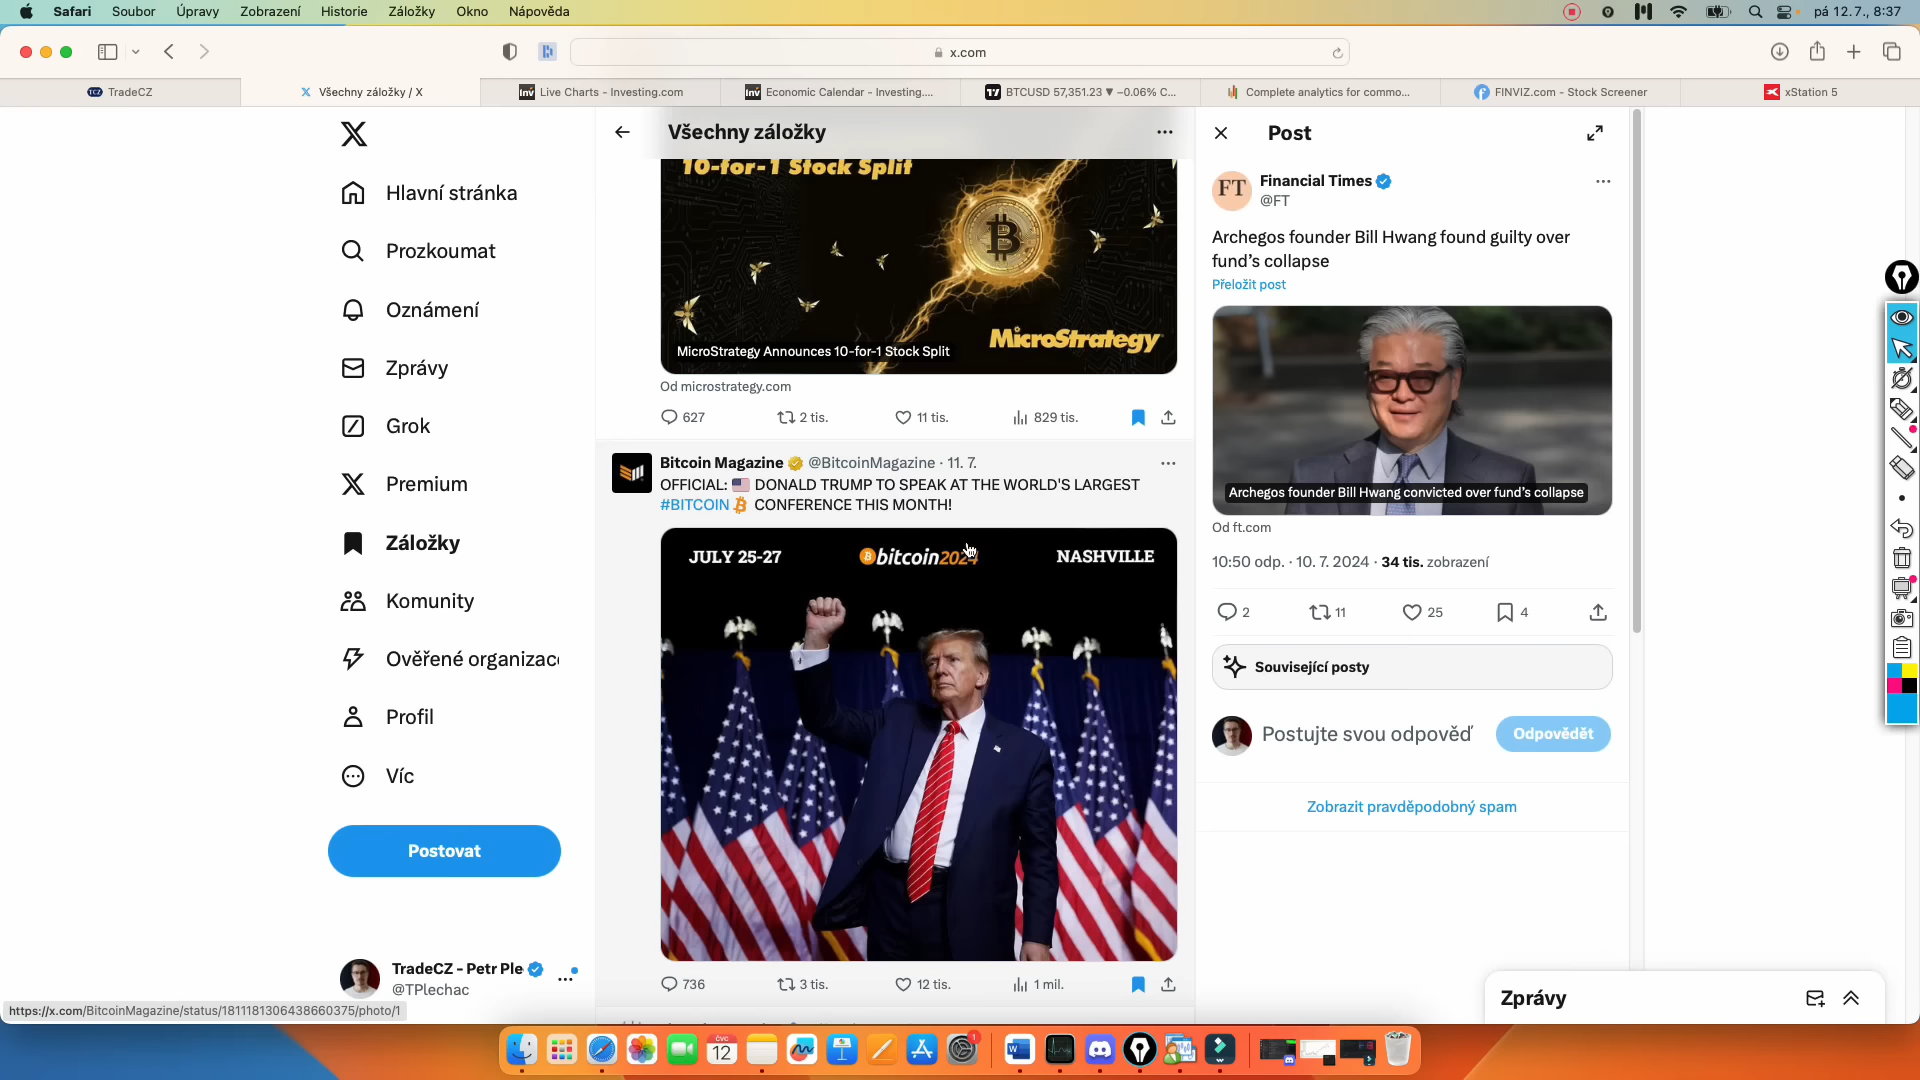 Safari Soubor Úpravy Zobrazení Historie Záložky Okno Nápověda
pá 12.7., 8:37
x.com
TradeCZ
Všechny záložky / X
Live Charts - Investing.com
Economic Calendar - Investing....
BTCUSD 57,351.23 ▼ −0.06% C...
Complete analytics for commo...
FINVIZ.com - Stock Screener
xStation 5
Hlavní stránka
Prozkoumat
Oznámení
Zprávy
Grok
Premium
Záložky
Komunity
Ověřené organizac
Profil
Víc
Postovat
TradeCZ - Petr Ple
@TPlechac
https://x.com/BitcoinMagazine/status/1811181306438660375/photo/1
Všechny záložky
10-for-1 Stock Split
MicroStrategy
MicroStrategy Announces 10-for-1 Stock Split
Od microstrategy.com
627 2 tis. 11 tis. 829 tis.
Bitcoin Magazine @BitcoinMagazine · 11. 7.
OFFICIAL: 🇺🇸 DONALD TRUMP TO SPEAK AT THE WORLD'S LARGEST
#BITCOIN CONFERENCE THIS MONTH!
JULY 25-27 bitcoin2024 NASHVILLE
736 3 tis. 12 tis. 1 mil.
Post
FT
Financial Times
@FT
Archegos founder Bill Hwang found guilty over
fund's collapse
Přeložit post
Archegos founder Bill Hwang convicted over fund's collapse
Od ft.com
10:50 odp. · 10. 7. 2024 · 34 tis. zobrazení
2 11 25 4
Související posty
Postujte svou odpověď
Odpovědět
Zobrazit pravděpodobný spam
Zprávy
ČVC
12
1